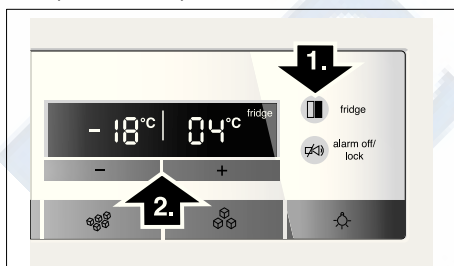 1.
fridge
-18°C 04°C fridge
alarm off/
lock
- +
2.